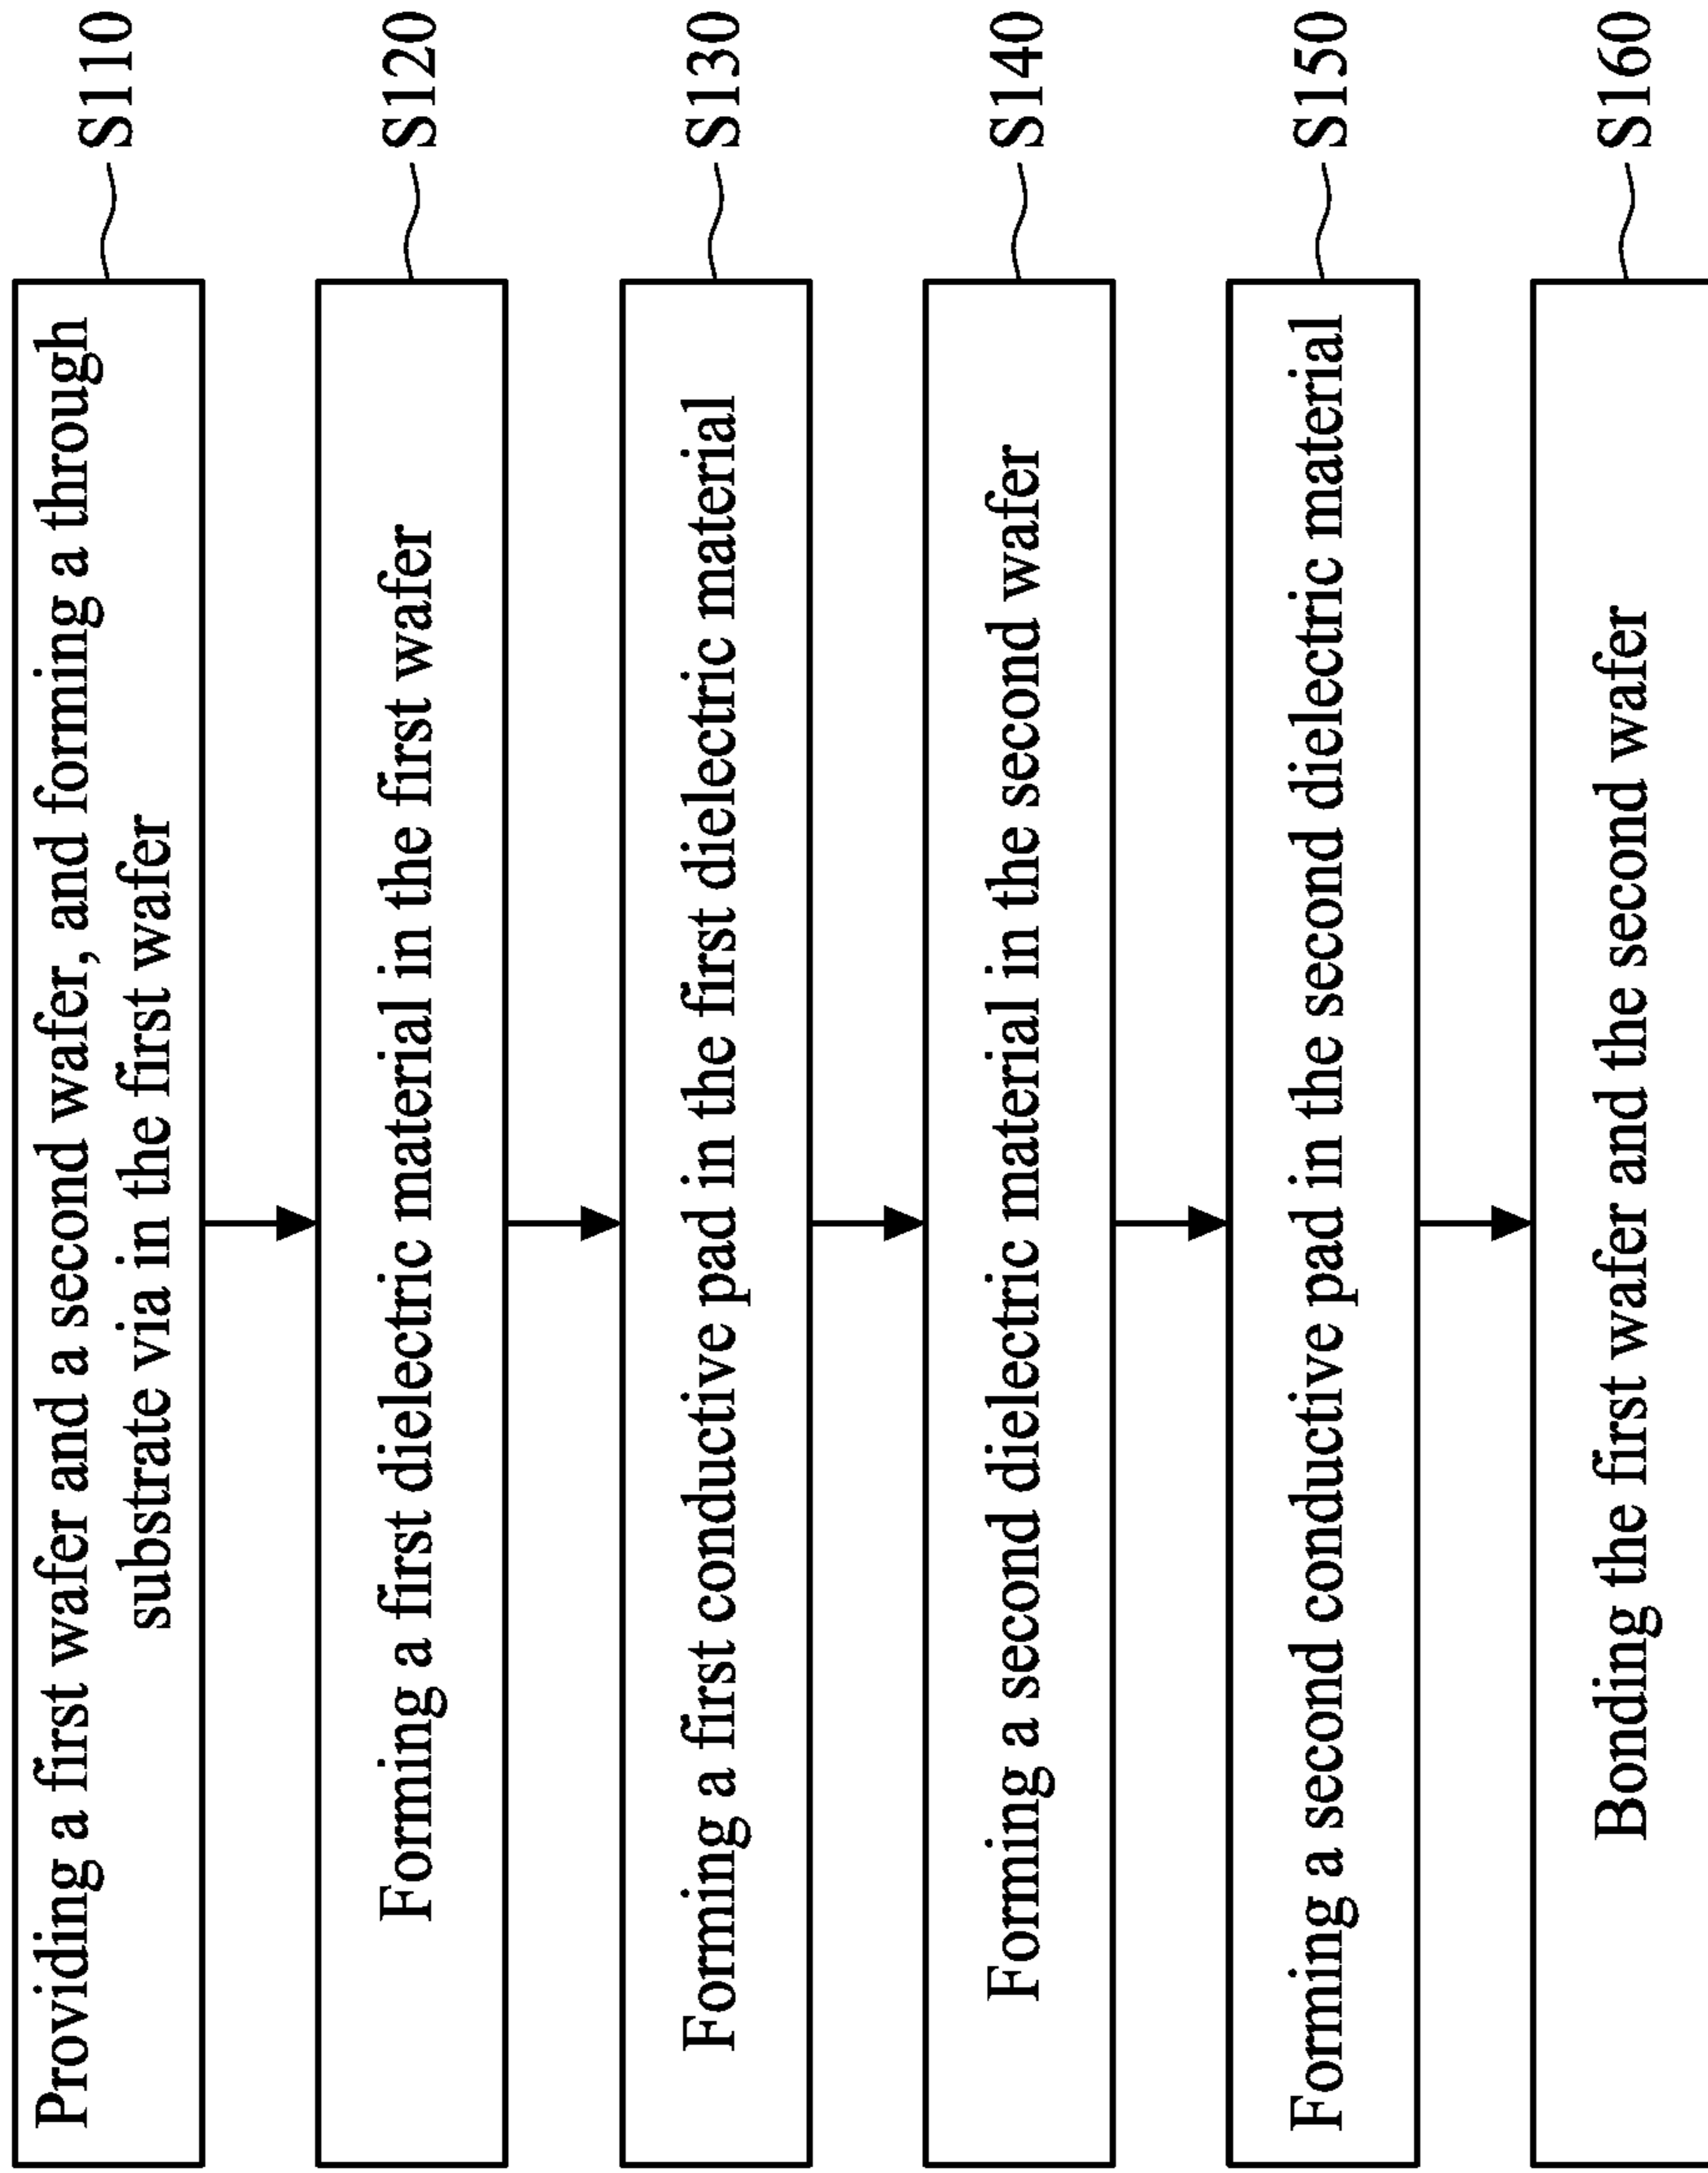 Providing a first wafer and a second wafer, and forming a through
substrate via in the first wafer
S110
Forming a first dielectric material in the first wafer
S120
Forming a first conductive pad in the first dielectric material
S130
Forming a second dielectric material in the second wafer
S140
Forming a second conductive pad in the second dielectric material
S150
Bonding the first wafer and the second wafer
S160